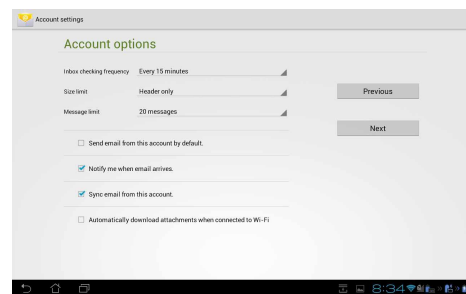 Account settings
Account options
Inbox checking frequency Every 15 minutes
Size limit Header only
Message limit 20 messages
Previous
Next
Send email from this account by default.
Notify me when email arrives.
Sync email from this account.
Automatically download attachments when connected to Wi-Fi
8:34